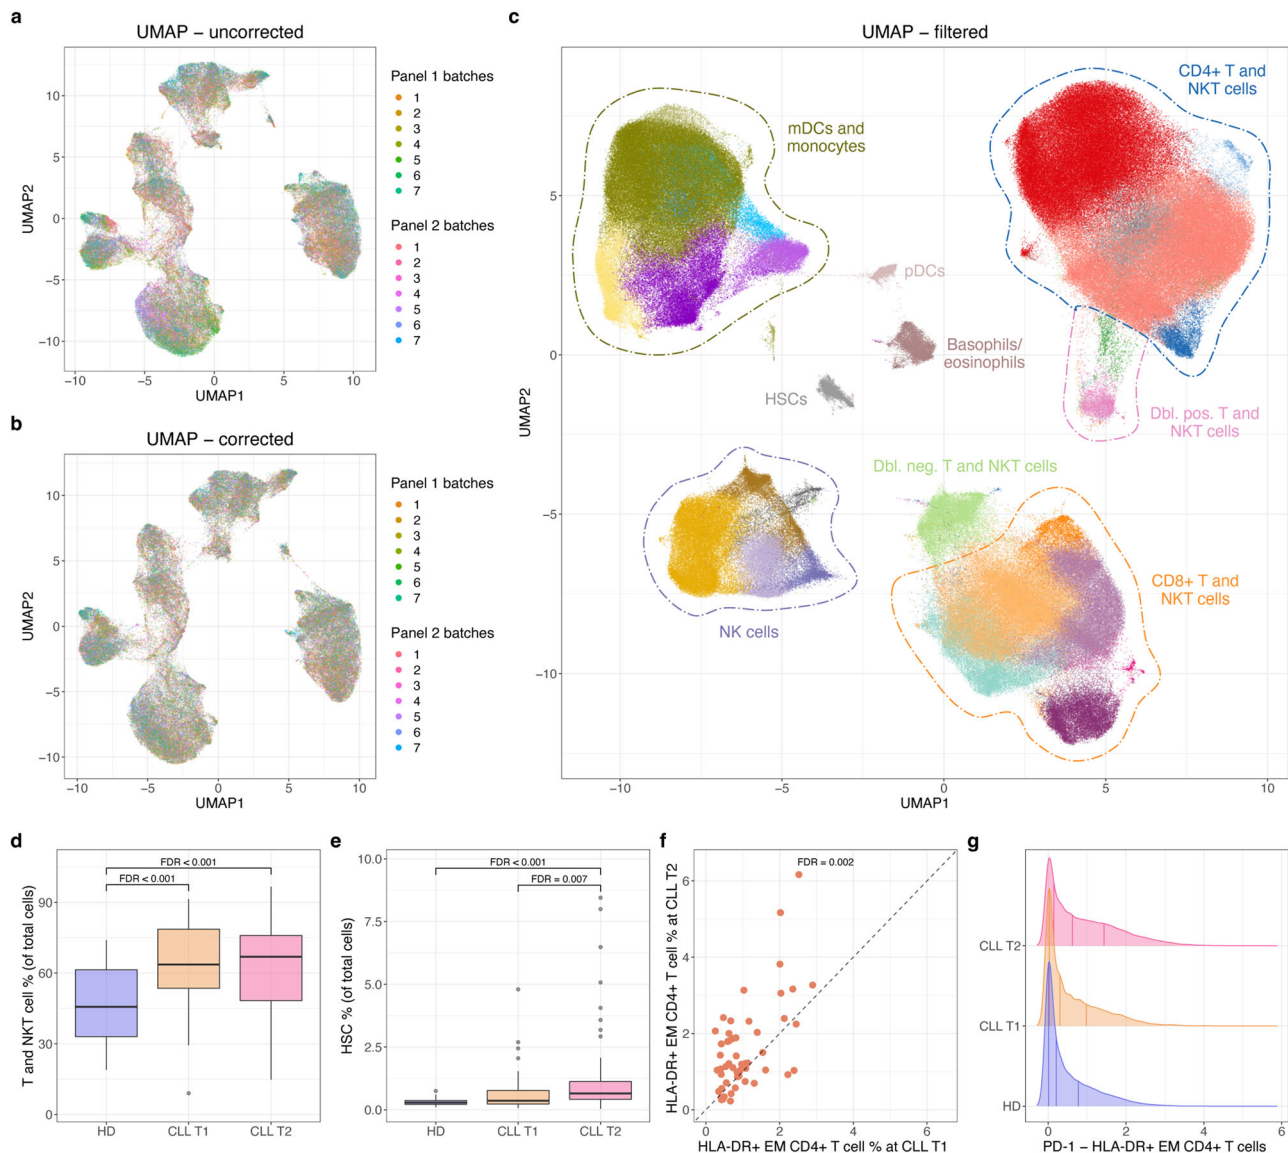 a
UMAP – uncorrected
UMAP2
10
5
0
−5
−10
−10
−5
0
5
10
UMAP1
Panel 1 batches
1
2
3
4
5
6
7
Panel 2 batches
1
2
3
4
5
6
7
b
UMAP – corrected
UMAP2
10
5
0
−5
−10
−10
−5
0
5
10
UMAP1
Panel 1 batches
1
2
3
4
5
6
7
Panel 2 batches
1
2
3
4
5
6
7
c
UMAP – filtered
UMAP2
5
0
−5
−10
mDCs and
monocytes
CD4+ T and
NKT cells
pDCs
Basophils/
eosinophils
HSCs
Dbl. pos. T and
NKT cells
Dbl. neg. T and NKT cells
CD8+ T and
NKT cells
NK cells
−10
−5
0
5
10
UMAP1
d
T and NKT cell % (of total cells)
90
60
30
0
FDR < 0.001
FDR < 0.001
HD
CLL T1
CLL T2
e
HSC % (of total cells)
10.0
7.5
5.0
2.5
0.0
FDR < 0.001
FDR = 0.007
HD
CLL T1
CLL T2
f
HLA-DR+ EM CD4+ T cell % at CLL T2
6
4
2
0
FDR = 0.002
0
2
4
6
HLA-DR+ EM CD4+ T cell % at CLL T1
g
CLL T2
CLL T1
HD
0
2
4
6
PD-1 – HLA-DR+ EM CD4+ T cells